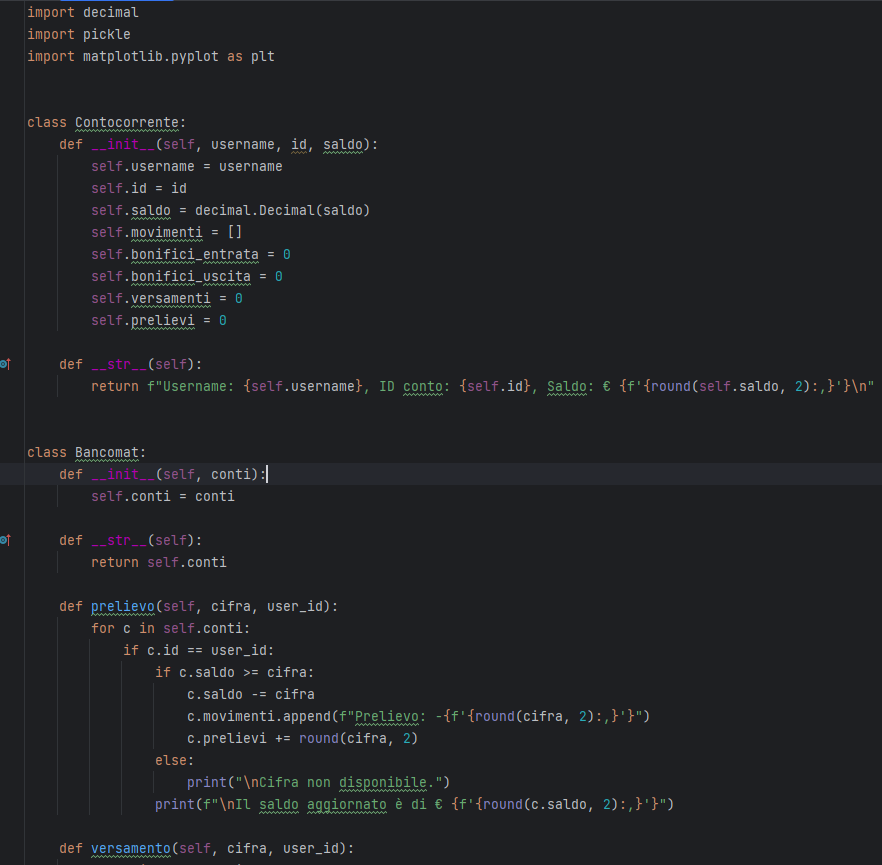 import decimal
import pickle
import matplotlib.pyplot as plt
class Contocorrente:
    def __init__(self, username, id, saldo):
        self.username = username
        self.id = id
        self.saldo = decimal.Decimal(saldo)
        self.movimenti = []
        self.bonifici_entrata = 0
        self.bonifici_uscita = 0
        self.versamenti = 0
        self.prelievi = 0
    def __str__(self):
        return f"Username: {self.username}, ID conto: {self.id}, Saldo: € {f'{round(self.saldo, 2):,}'}\n"
class Bancomat:
    def __init__(self, conti):
        self.conti = conti
    def __str__(self):
        return self.conti
    def prelievo(self, cifra, user_id):
        for c in self.conti:
            if c.id == user_id:
                if c.saldo >= cifra:
                    c.saldo -= cifra
                    c.movimenti.append(f"Prelievo: -{f'{round(cifra, 2):,}'}")
                    c.prelievi += round(cifra, 2)
                else:
                    print("\nCifra non disponibile.")
                print(f"\nIl saldo aggiornato è di € {f'{round(c.saldo, 2):,}'}")
    def versamento(self, cifra, user_id):